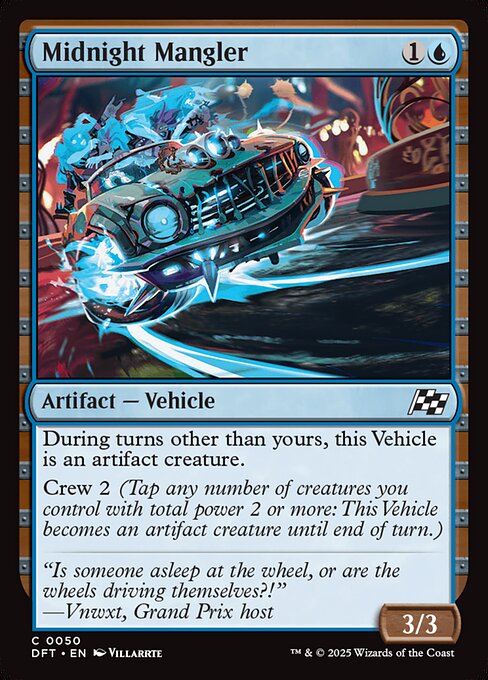 Midnight Mangler 1
Artifact — Vehicle
During turns other than yours, this Vehicle
is an artifact creature.
Crew 2 (Tap any number of creatures you
control with total power 2 or more: This Vehicle
becomes an artifact creature until end of turn.)
“Is someone asleep at the wheel, or are the
wheels driving themselves?!”
—Vnwxt, Grand Prix host
3/3
C 0050
DFT • EN VILLARRTE
™ & © 2025 Wizards of the Coast